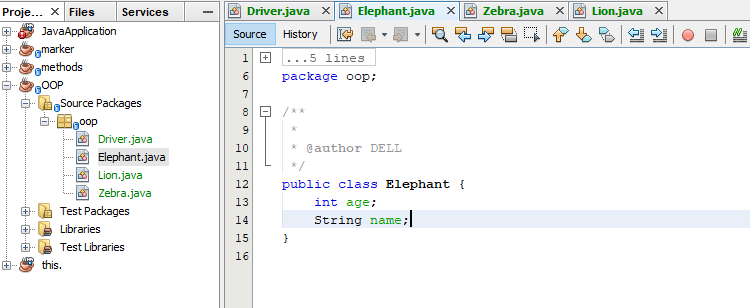 Proje... Files Services
JavaApplication
marker
methods
OOP
Source Packages
oop
Driver.java
Elephant.java
Lion.java
Zebra.java
Test Packages
Libraries
Test Libraries
this.
Driver.java Elephant.java Zebra.java Lion.java
Source History
1 ...5 lines
6 package oop;
7
8 /**
9 *
10 * @author DELL
11 */
12 public class Elephant {
13 int age;
14 String name;
15 }
16